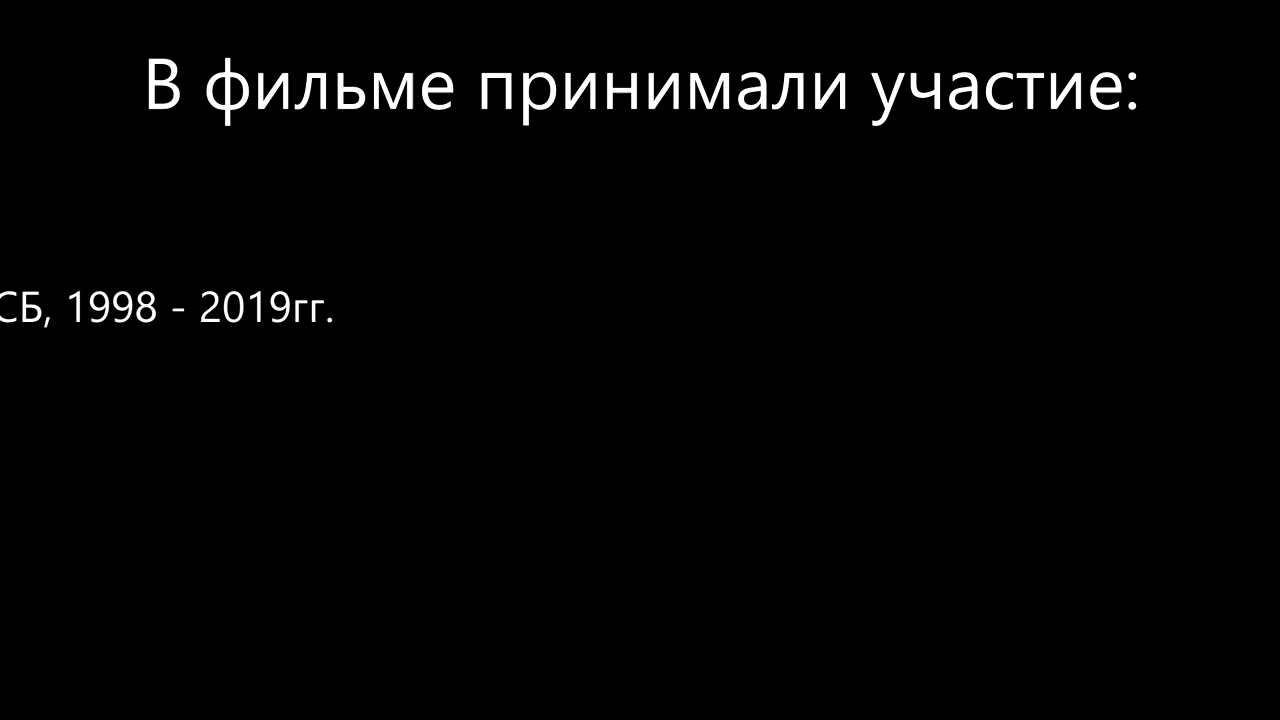 В фильме принимали участие:
СБ, 1998 - 2019гг.